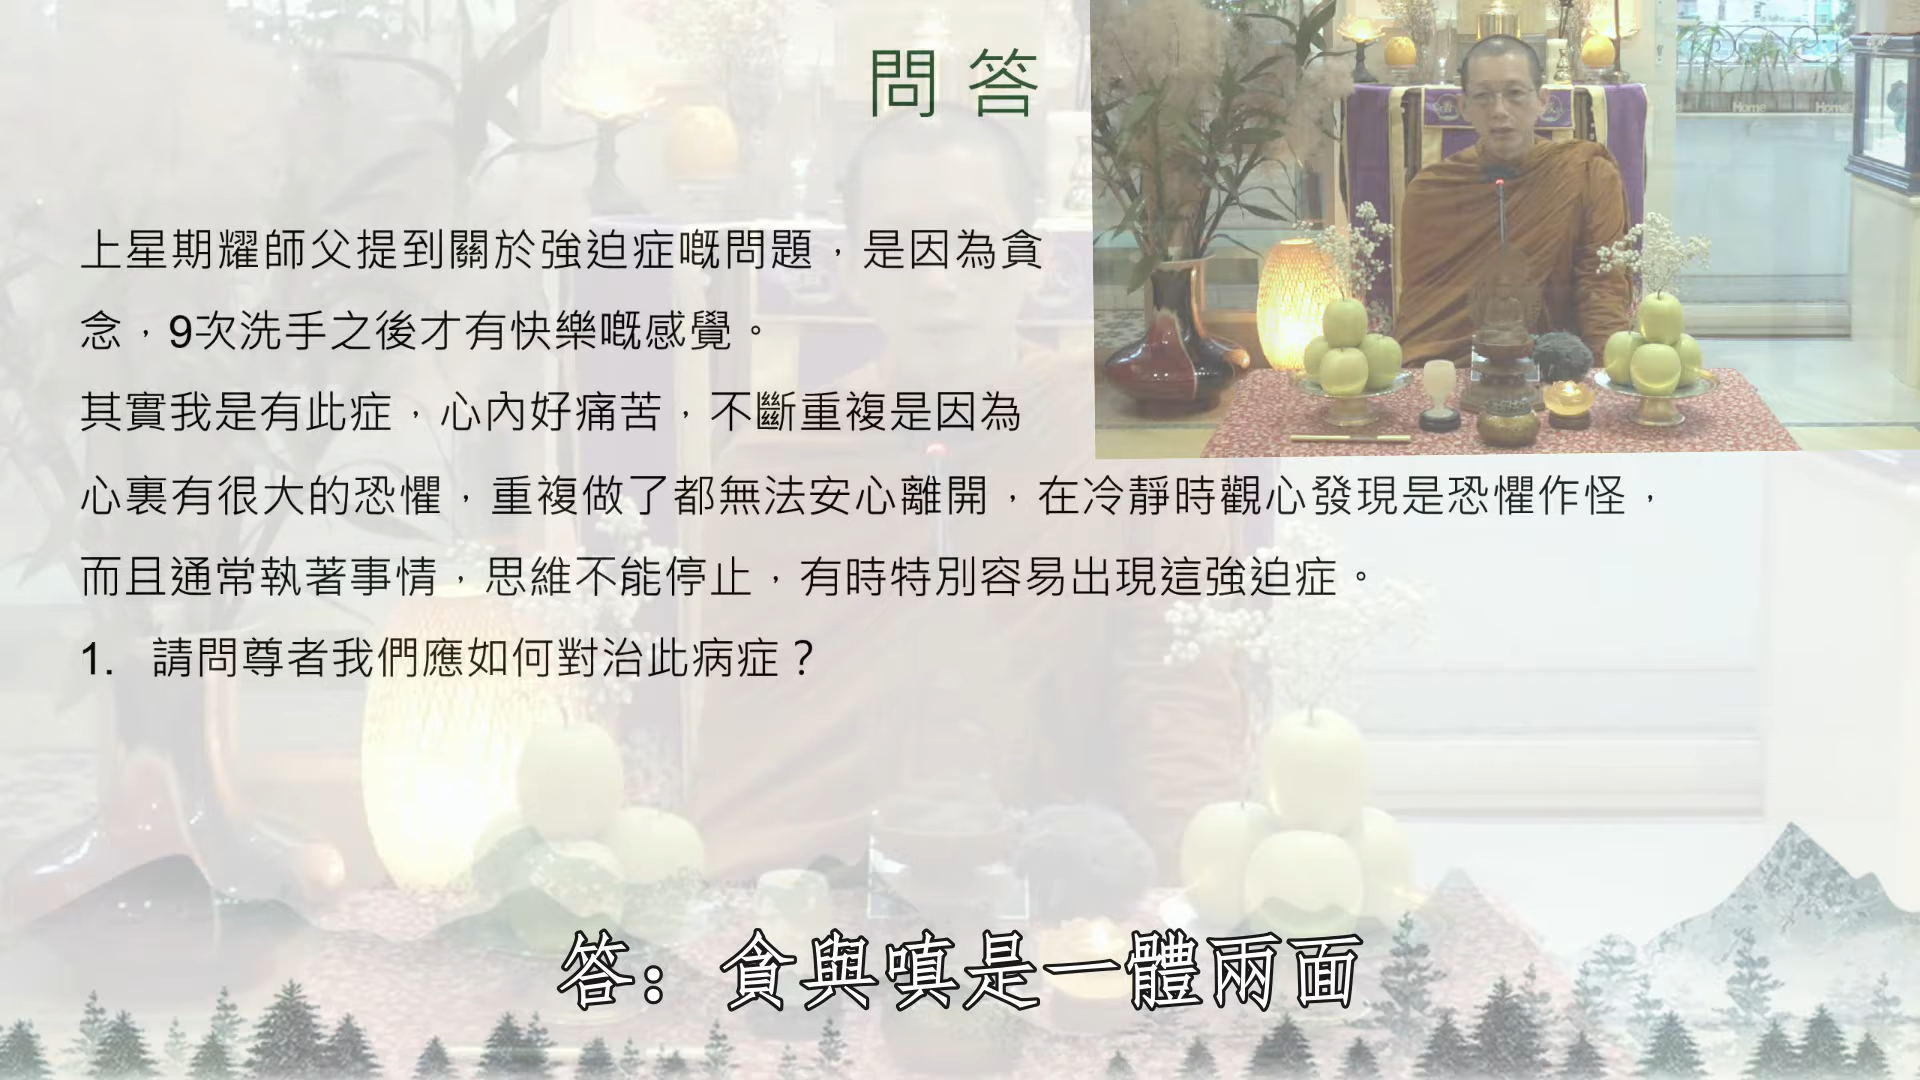 問 答
Home
Home
上星期耀師父提到關於強迫症嘅問題，是因為貪
念，9次洗手之後才有快樂嘅感覺。
其實我是有此症，心內好痛苦，不斷重複是因為
心裏有很大的恐懼，重複做了都無法安心離開，在冷靜時觀心發現是恐懼作怪，
而且通常執著事情，思維不能停止，有時特別容易出現這強迫症。
1. 請問尊者我們應如何對治此病症？
答：貪與嗔是一體兩面